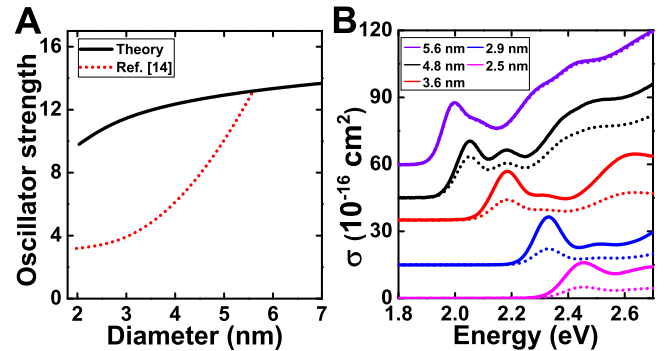 A
Oscillator strength
16
12
8
4
0
Theory
Ref. [14]
2 3 4 5 6 7
Diameter (nm)
B
σ (10⁻¹⁶ cm²)
120
90
60
30
0
5.6 nm 2.9 nm
4.8 nm 2.5 nm
3.6 nm
1.8 2.0 2.2 2.4 2.6
Energy (eV)